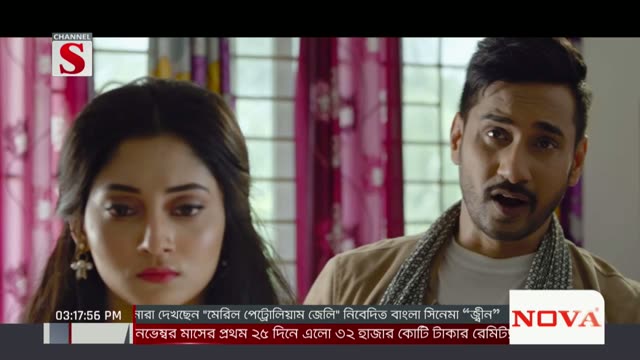 CHANNEL
S
03:17:56 PM
নারা দেখছেন "মেরিল পেট্রোলিয়াম জেলি" নিবেদিত বাংলা সিনেমা “জ্বীন”
নভেম্বর মাসের প্রথম ২৫ দিনে এলো ৩২ হাজার কোটি টাকার রেমিট
NOVA